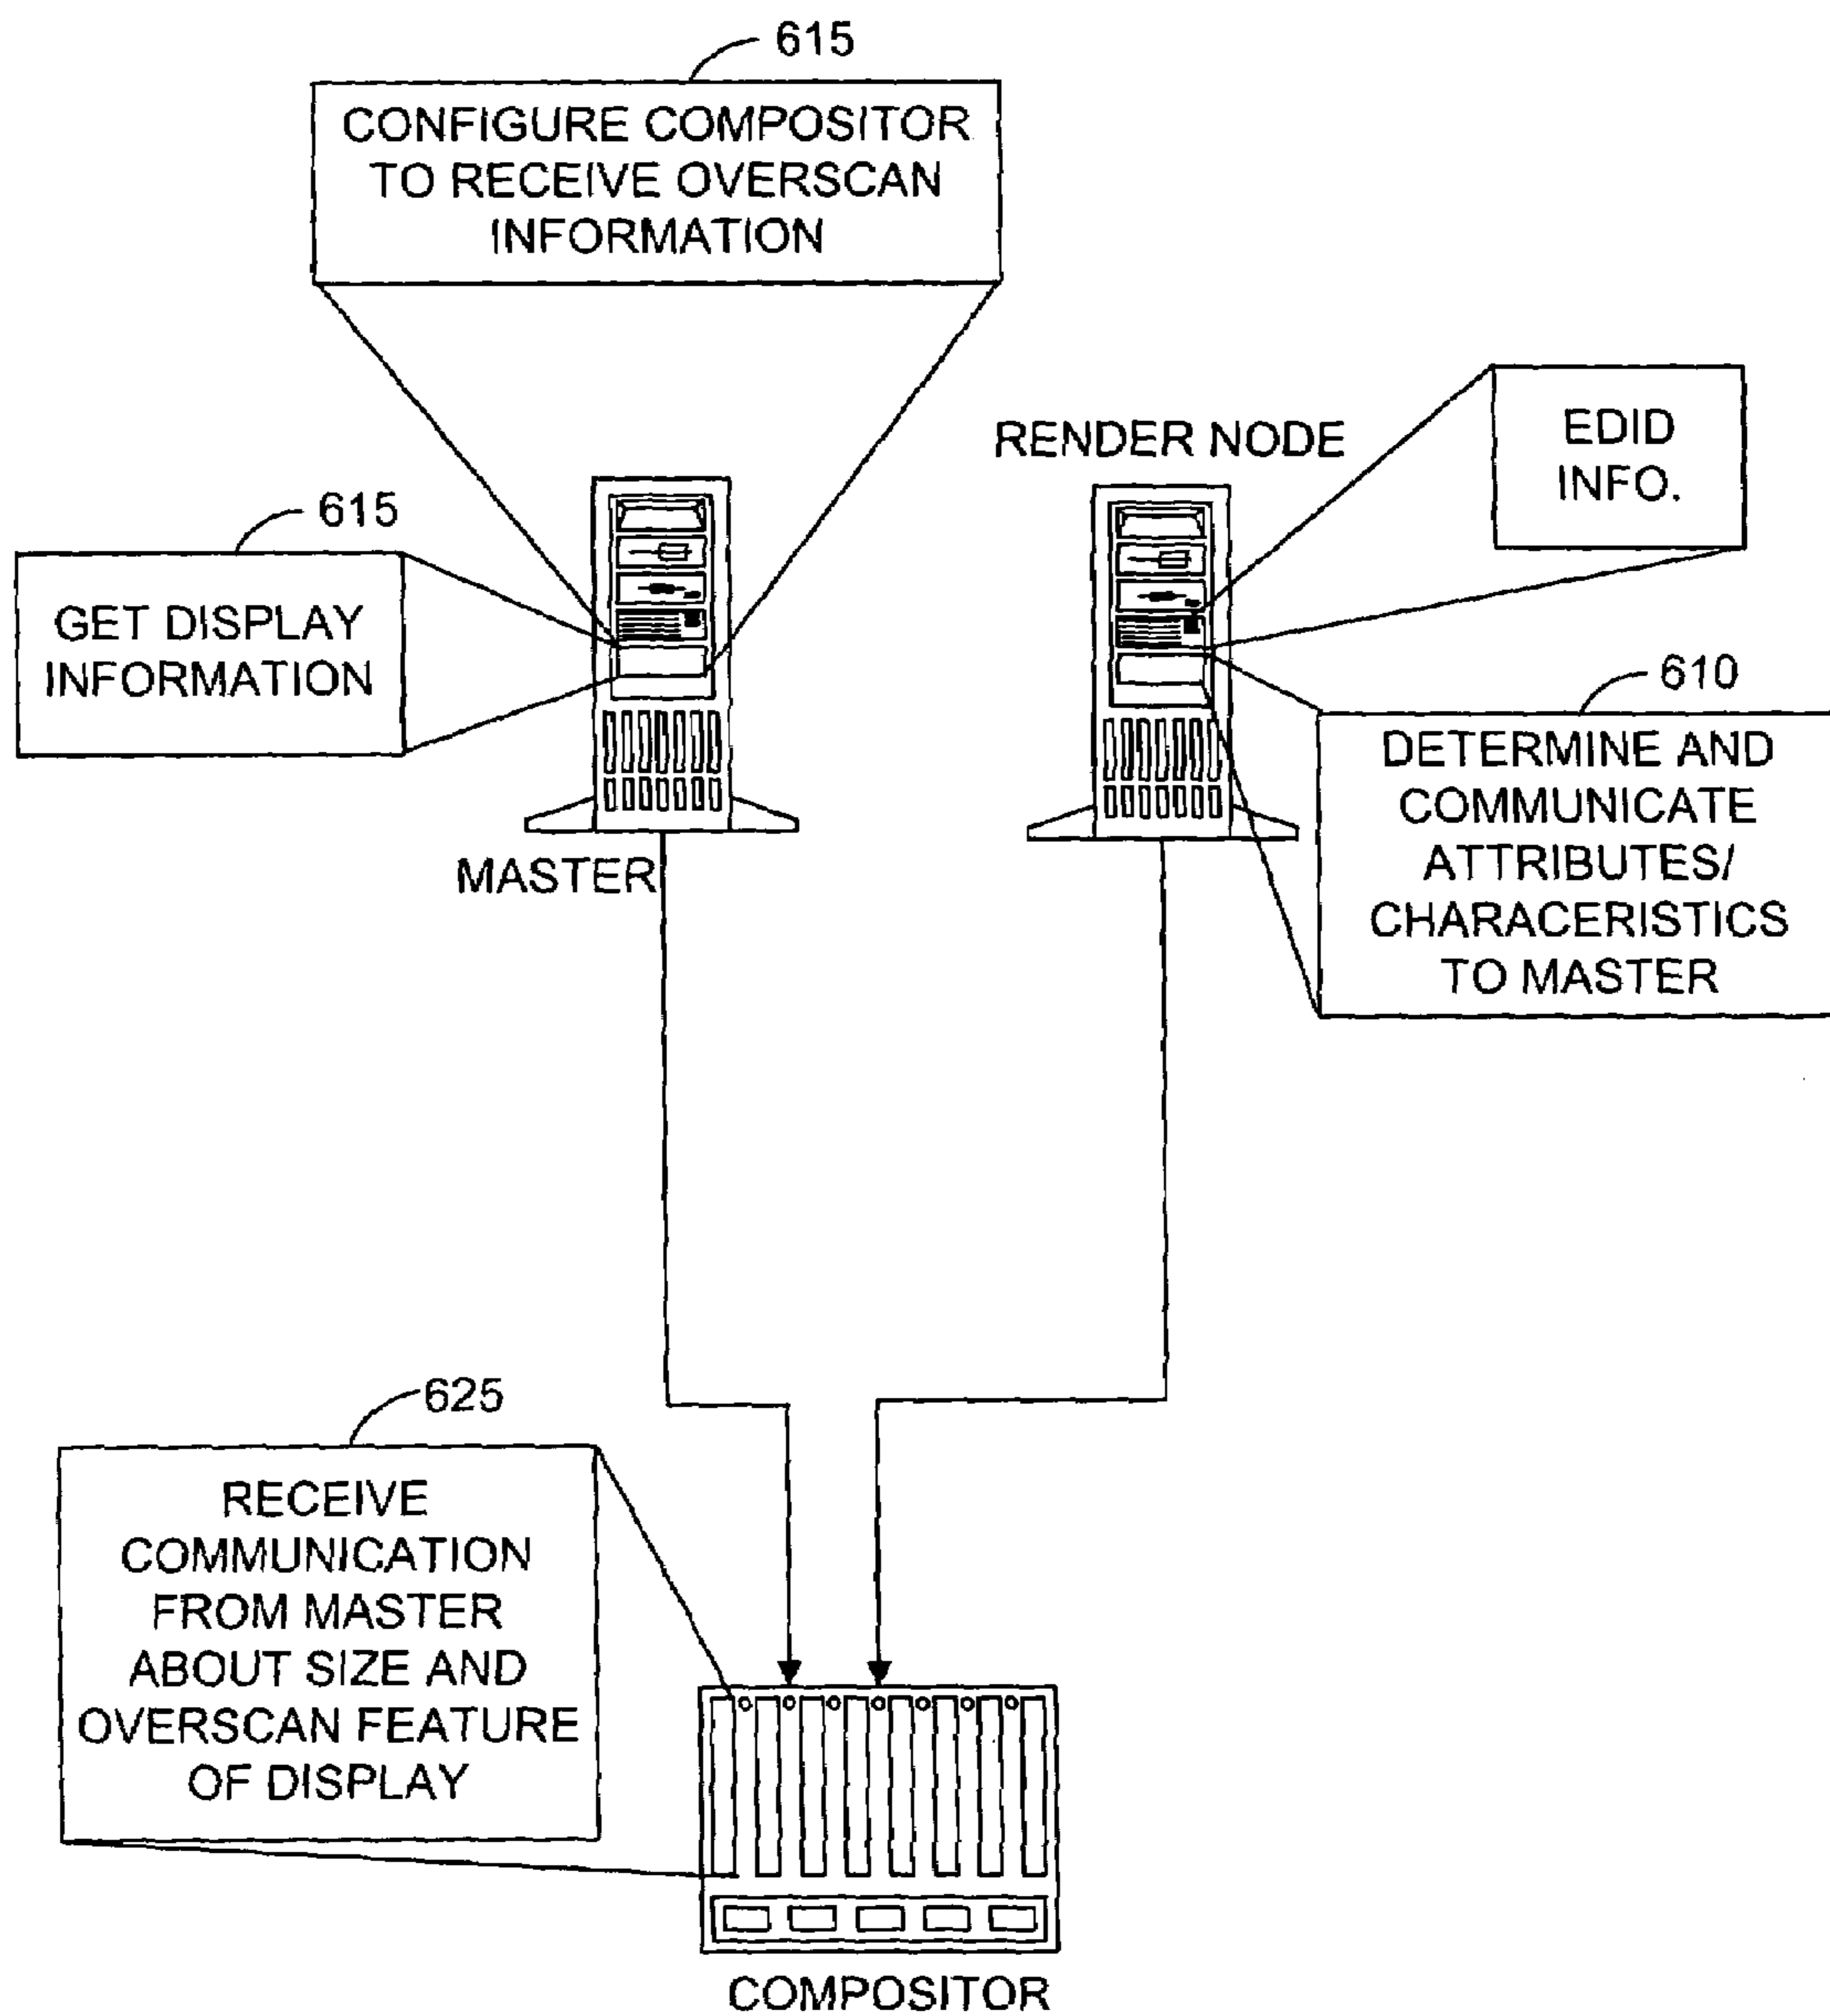 615
CONFIGURE COMPOSITOR
TO RECEIVE OVERSCAN
INFORMATION
RENDER NODE
EDID
INFO.
615
GET DISPLAY
INFORMATION
610
DETERMINE AND
COMMUNICATE
ATTRIBUTES/
CHARACERISTICS
TO MASTER
MASTER
625
RECEIVE
COMMUNICATION
FROM MASTER
ABOUT SIZE AND
OVERSCAN FEATURE
OF DISPLAY
COMPOSITOR